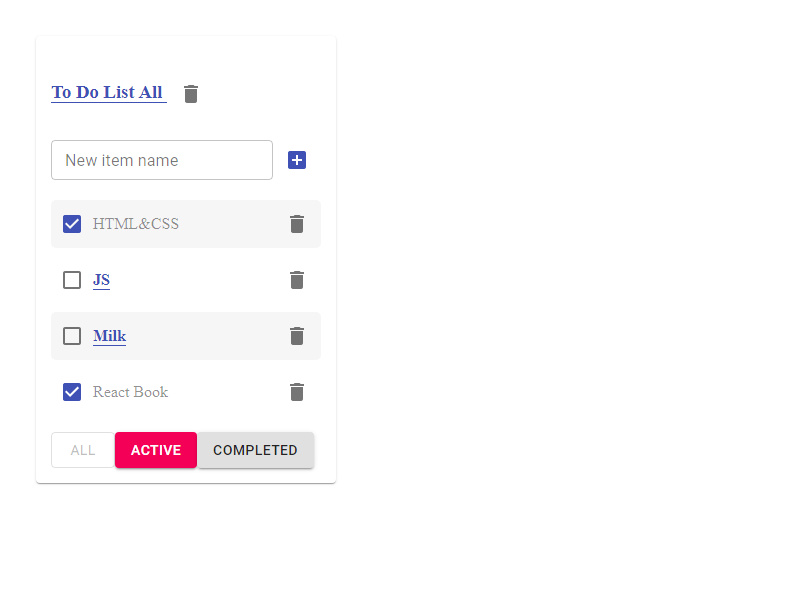 To Do List All
New item name
HTML&CSS
JS
Milk
React Book
ALL ACTIVE COMPLETED